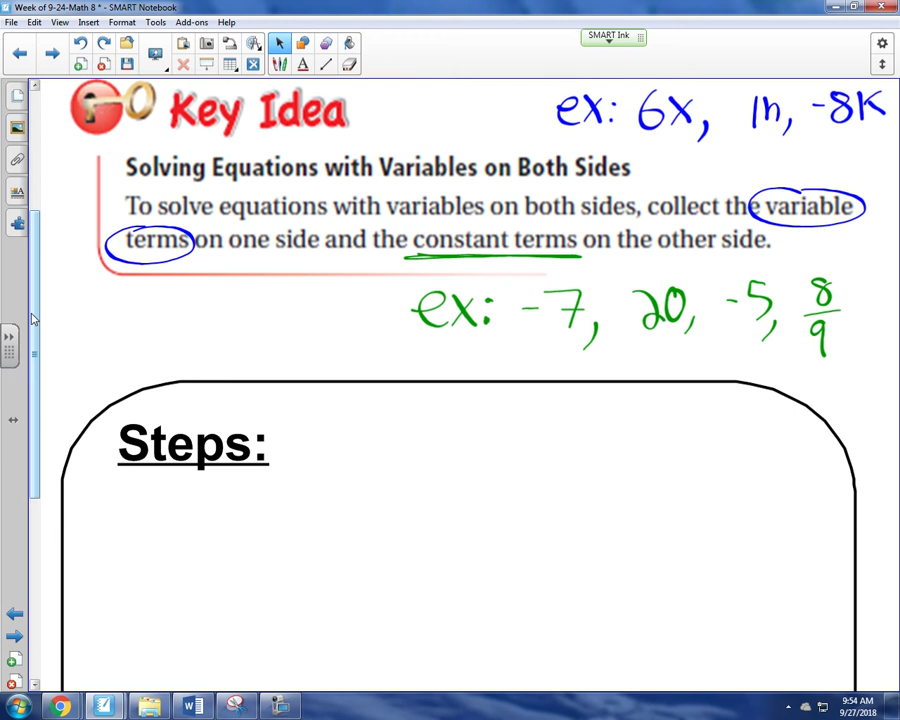 Week of 9-24-Math 8 * - SMART Notebook
File Edit View Insert Format Tools Add-ons Help
SMART Ink
Key Idea
ex: 6x, 1n, -8k
Solving Equations with Variables on Both Sides
To solve equations with variables on both sides, collect the variable
terms on one side and the constant terms on the other side.
ex: -7, 20, -5, 8/9
Steps:
9:54 AM
9/27/2018